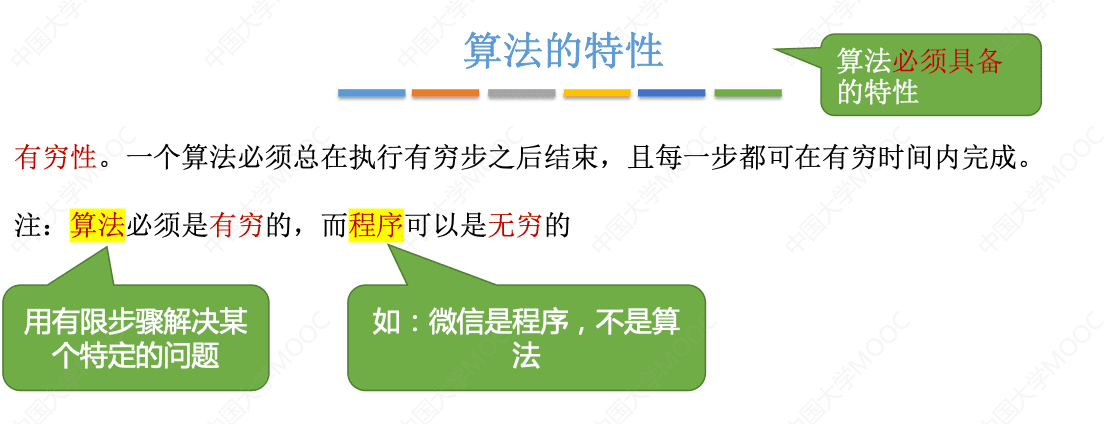 算法的特性
算法必须具备
的特性
有穷性。一个算法必须总在执行有穷步之后结束，且每一步都可在有穷时间内完成。
注：算法必须是有穷的，而程序可以是无穷的
用有限步骤解决某
个特定的问题
如：微信是程序，不是算
法
中国大学MOOC